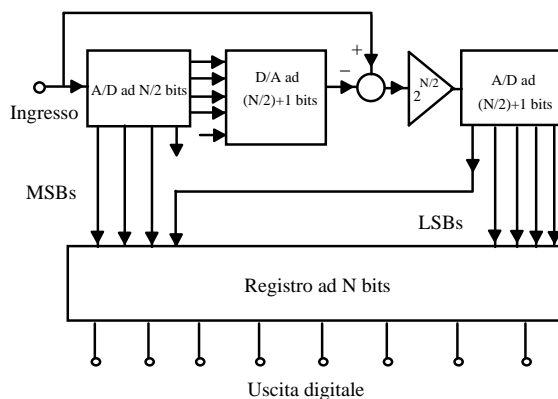 +
D/A ad
(N/2)+1 bits
−
A/D ad N/2 bits
2^N/2
A/D ad
(N/2)+1 bits
Ingresso
MSBs
LSBs
Registro ad N bits
Uscita digitale